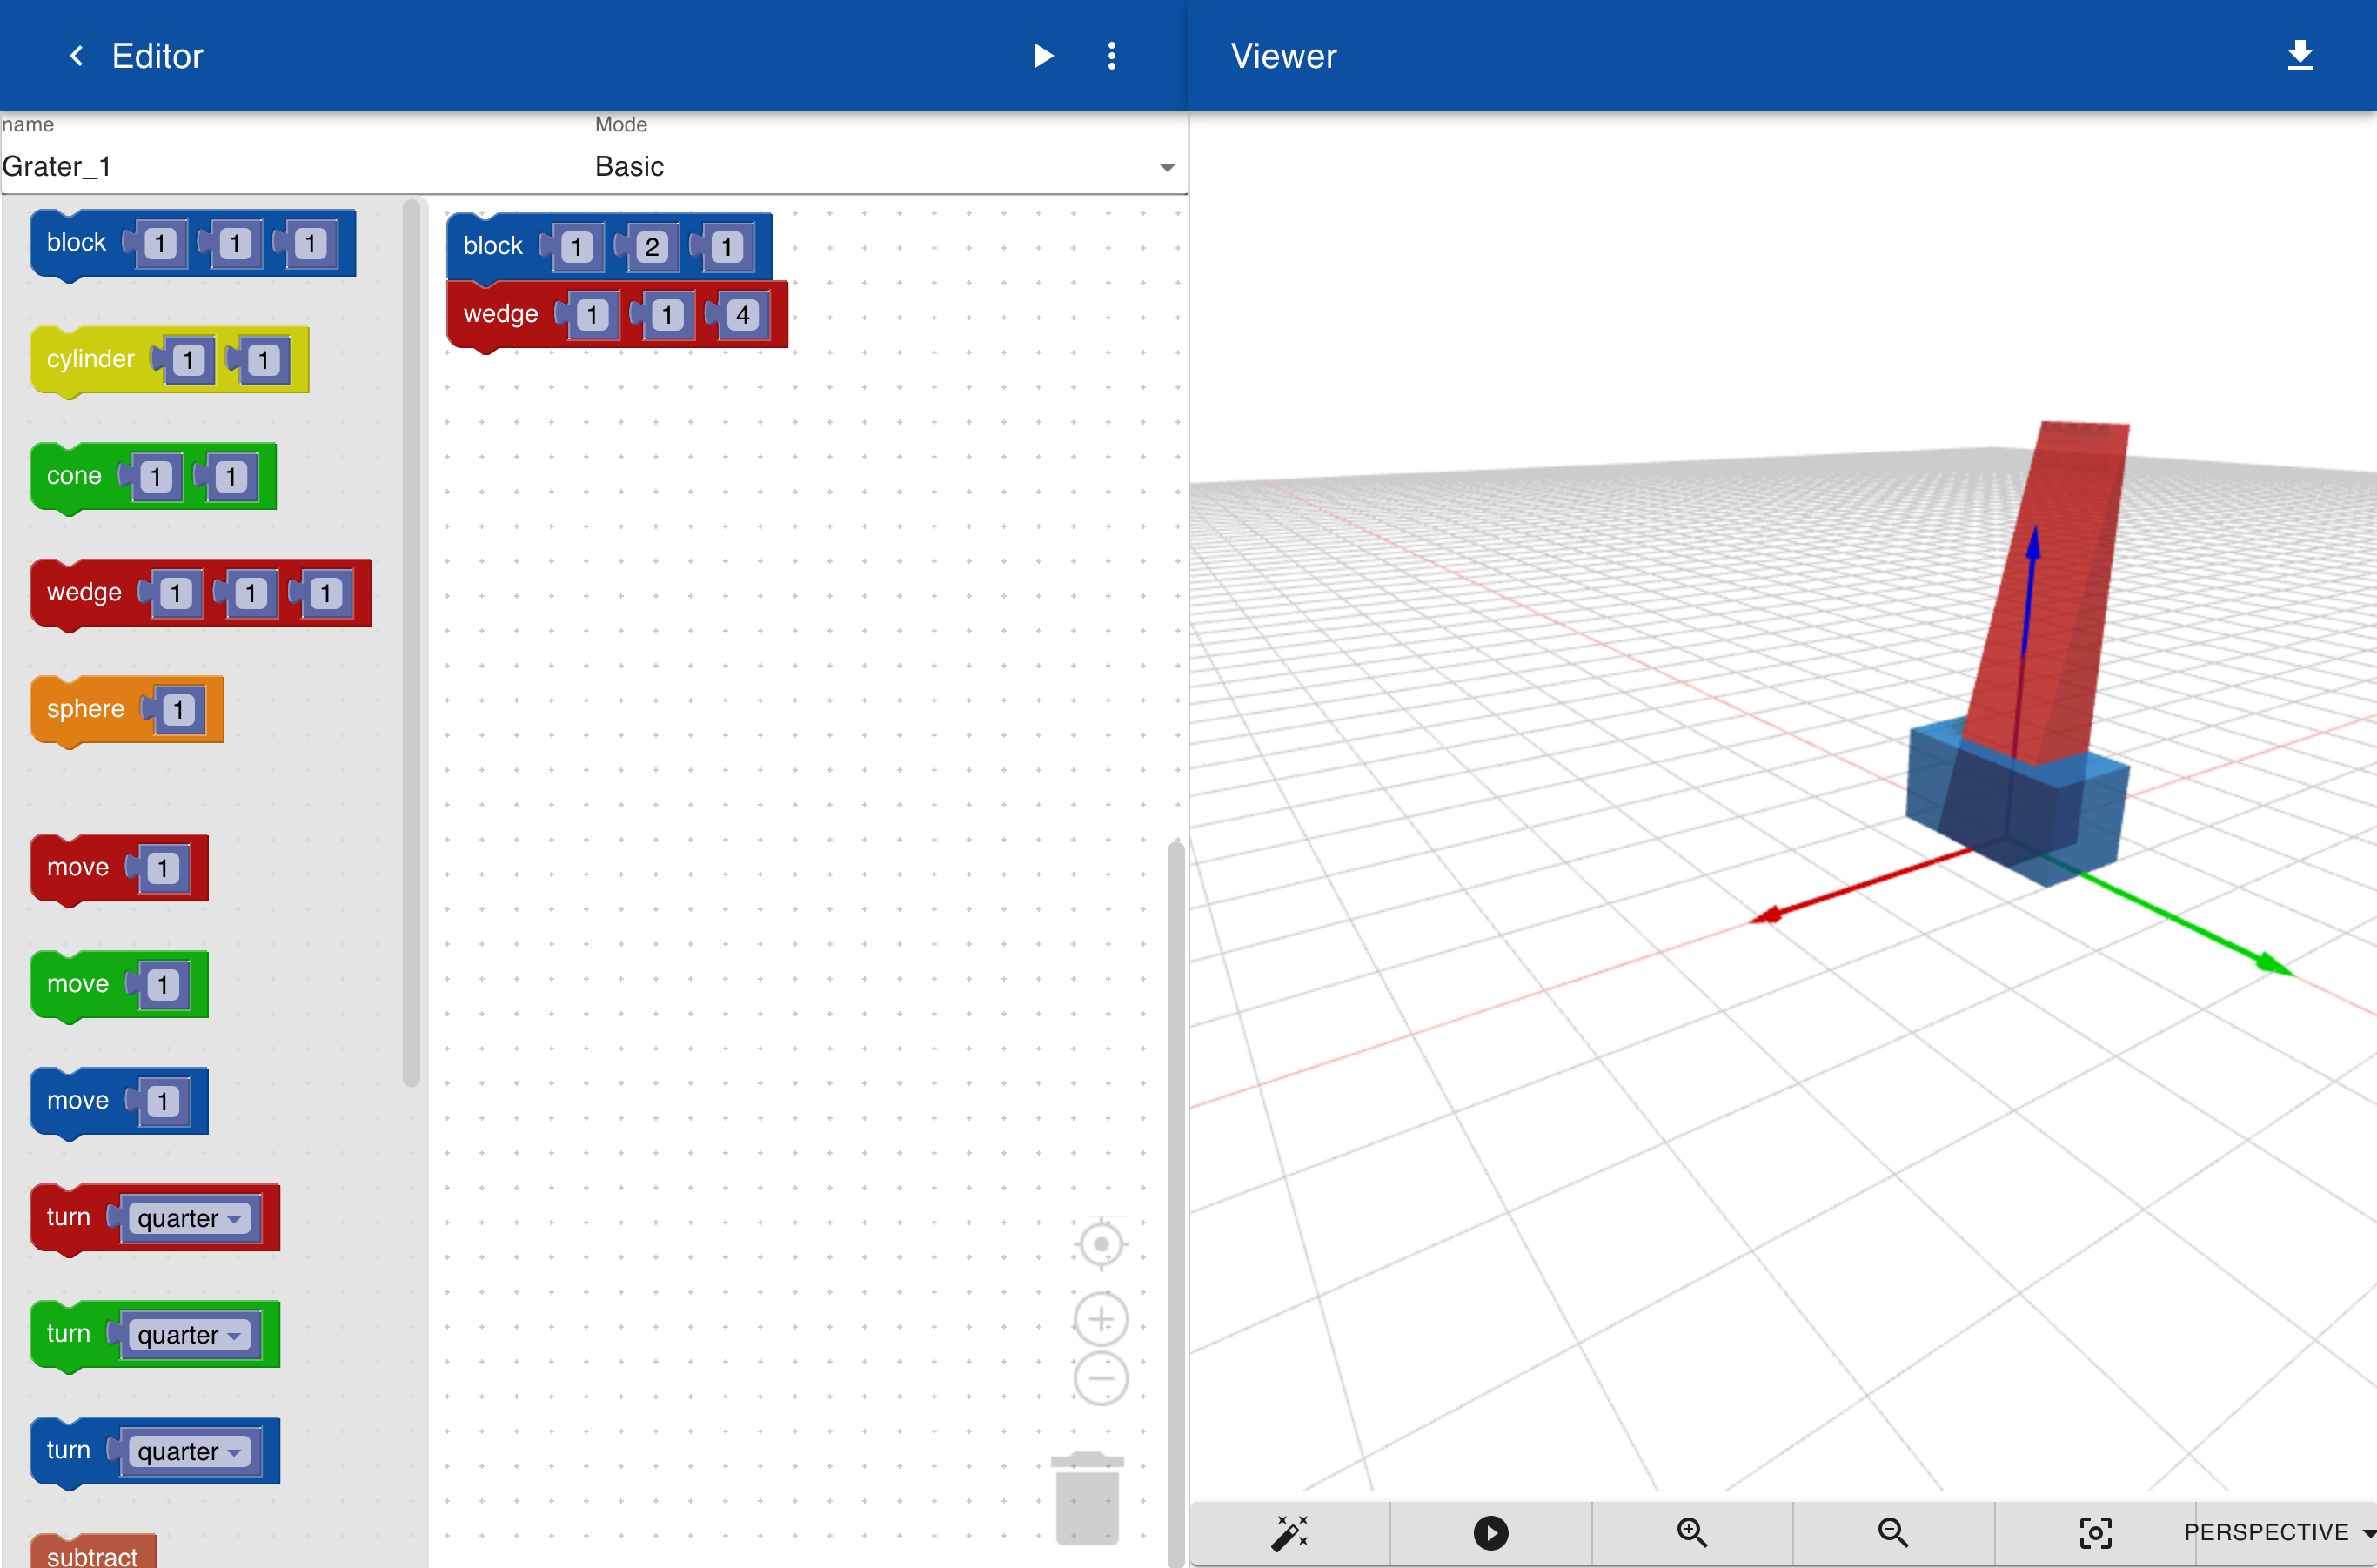 Editor
Viewer
name
Mode
Grater_1
Basic
block 1 1 1
cylinder 1 1
cone 1 1
wedge 1 1 1
sphere 1
move 1
move 1
move 1
turn quarter
turn quarter
turn quarter
subtract
block 1 2 1
wedge 1 1 4
PERSPECTIVE